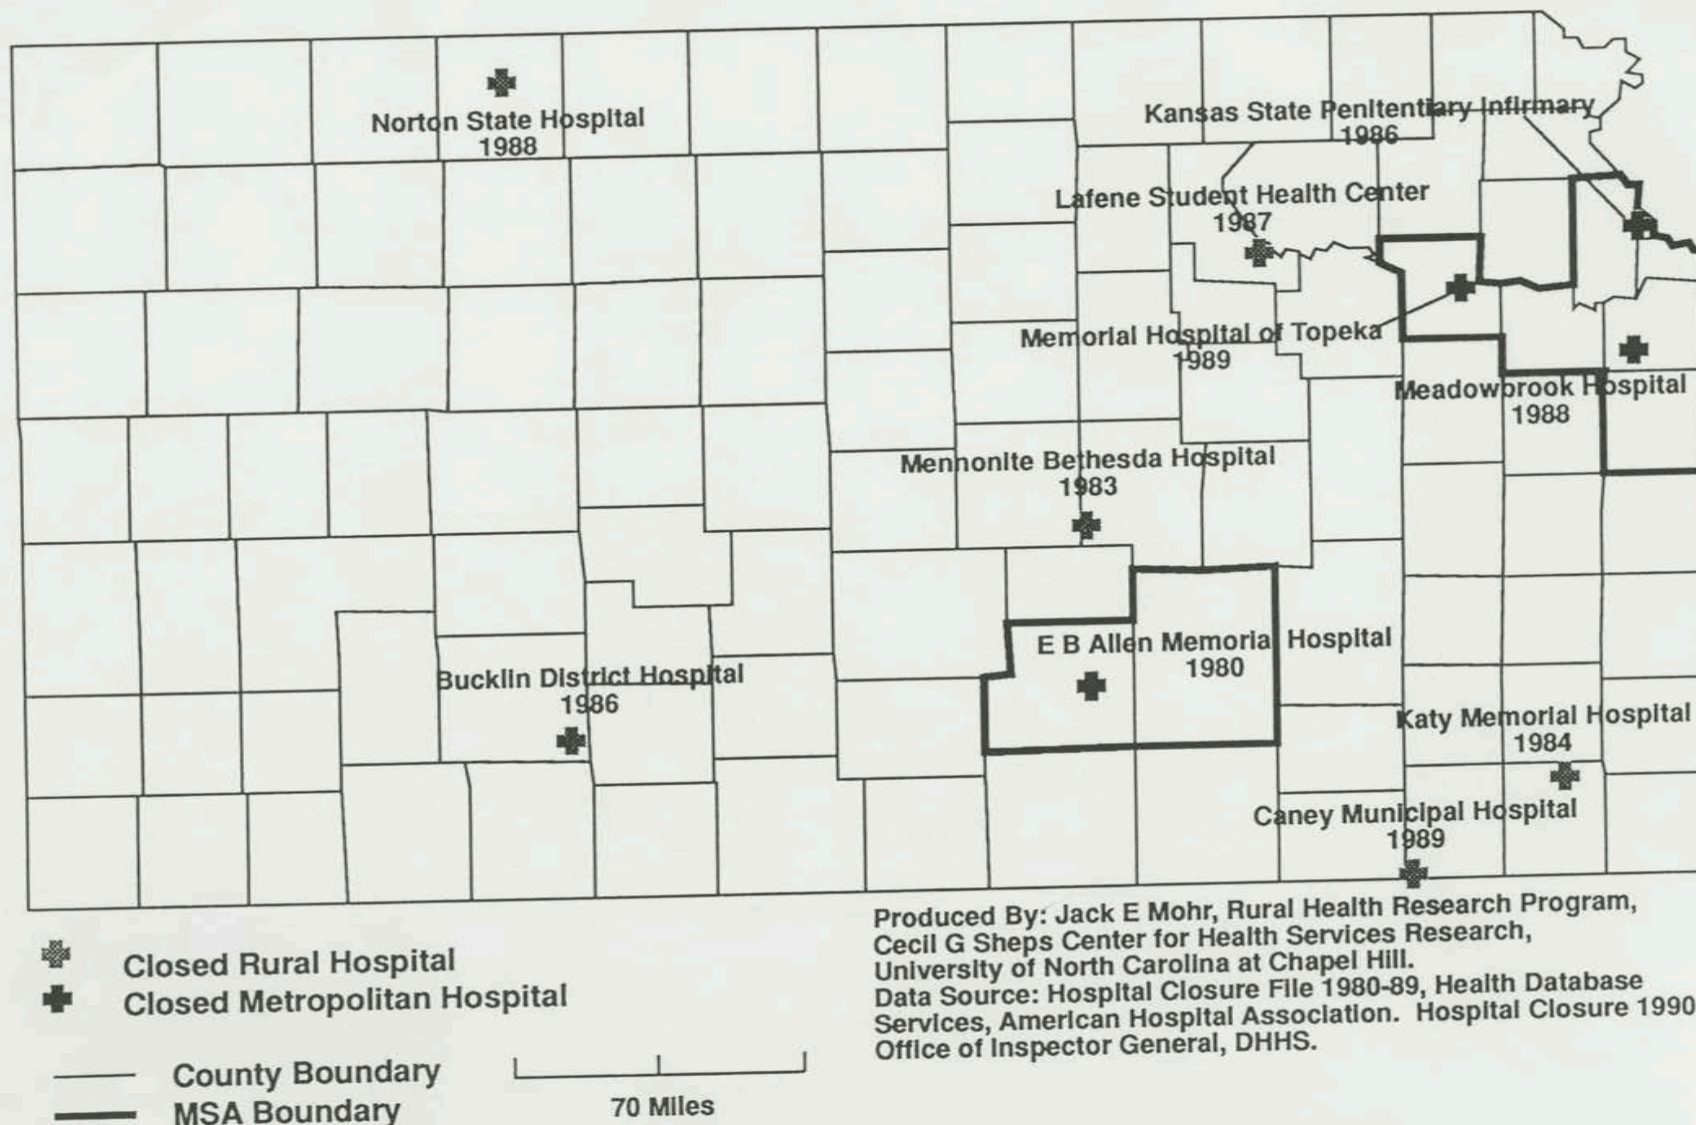 Norton State Hospital
1988
Kansas State Penitentiary Infirmary
1986
Lafene Student Health Center
1987
Memorial Hospital of Topeka
1989
Meadowbrook Hospital
1988
Mennonite Bethesda Hospital
1983
E B Allen Memorial Hospital
1980
Bucklin District Hospital
1986
Katy Memorial Hospital
1984
Caney Municipal Hospital
1989
Closed Rural Hospital
Closed Metropolitan Hospital
County Boundary
MSA Boundary
70 Miles
Produced By: Jack E Mohr, Rural Health Research Program,
Cecil G Sheps Center for Health Services Research,
University of North Carolina at Chapel Hill.
Data Source: Hospital Closure File 1980-89, Health Database
Services, American Hospital Association. Hospital Closure 1990
Office of Inspector General, DHHS.